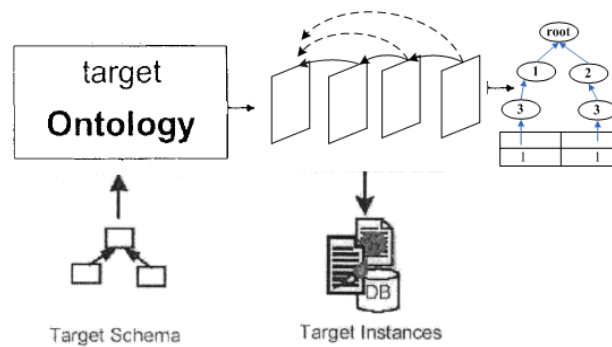 target
Ontology
root
1
2
3
3
1
1
DB
Target Schema
Target Instances